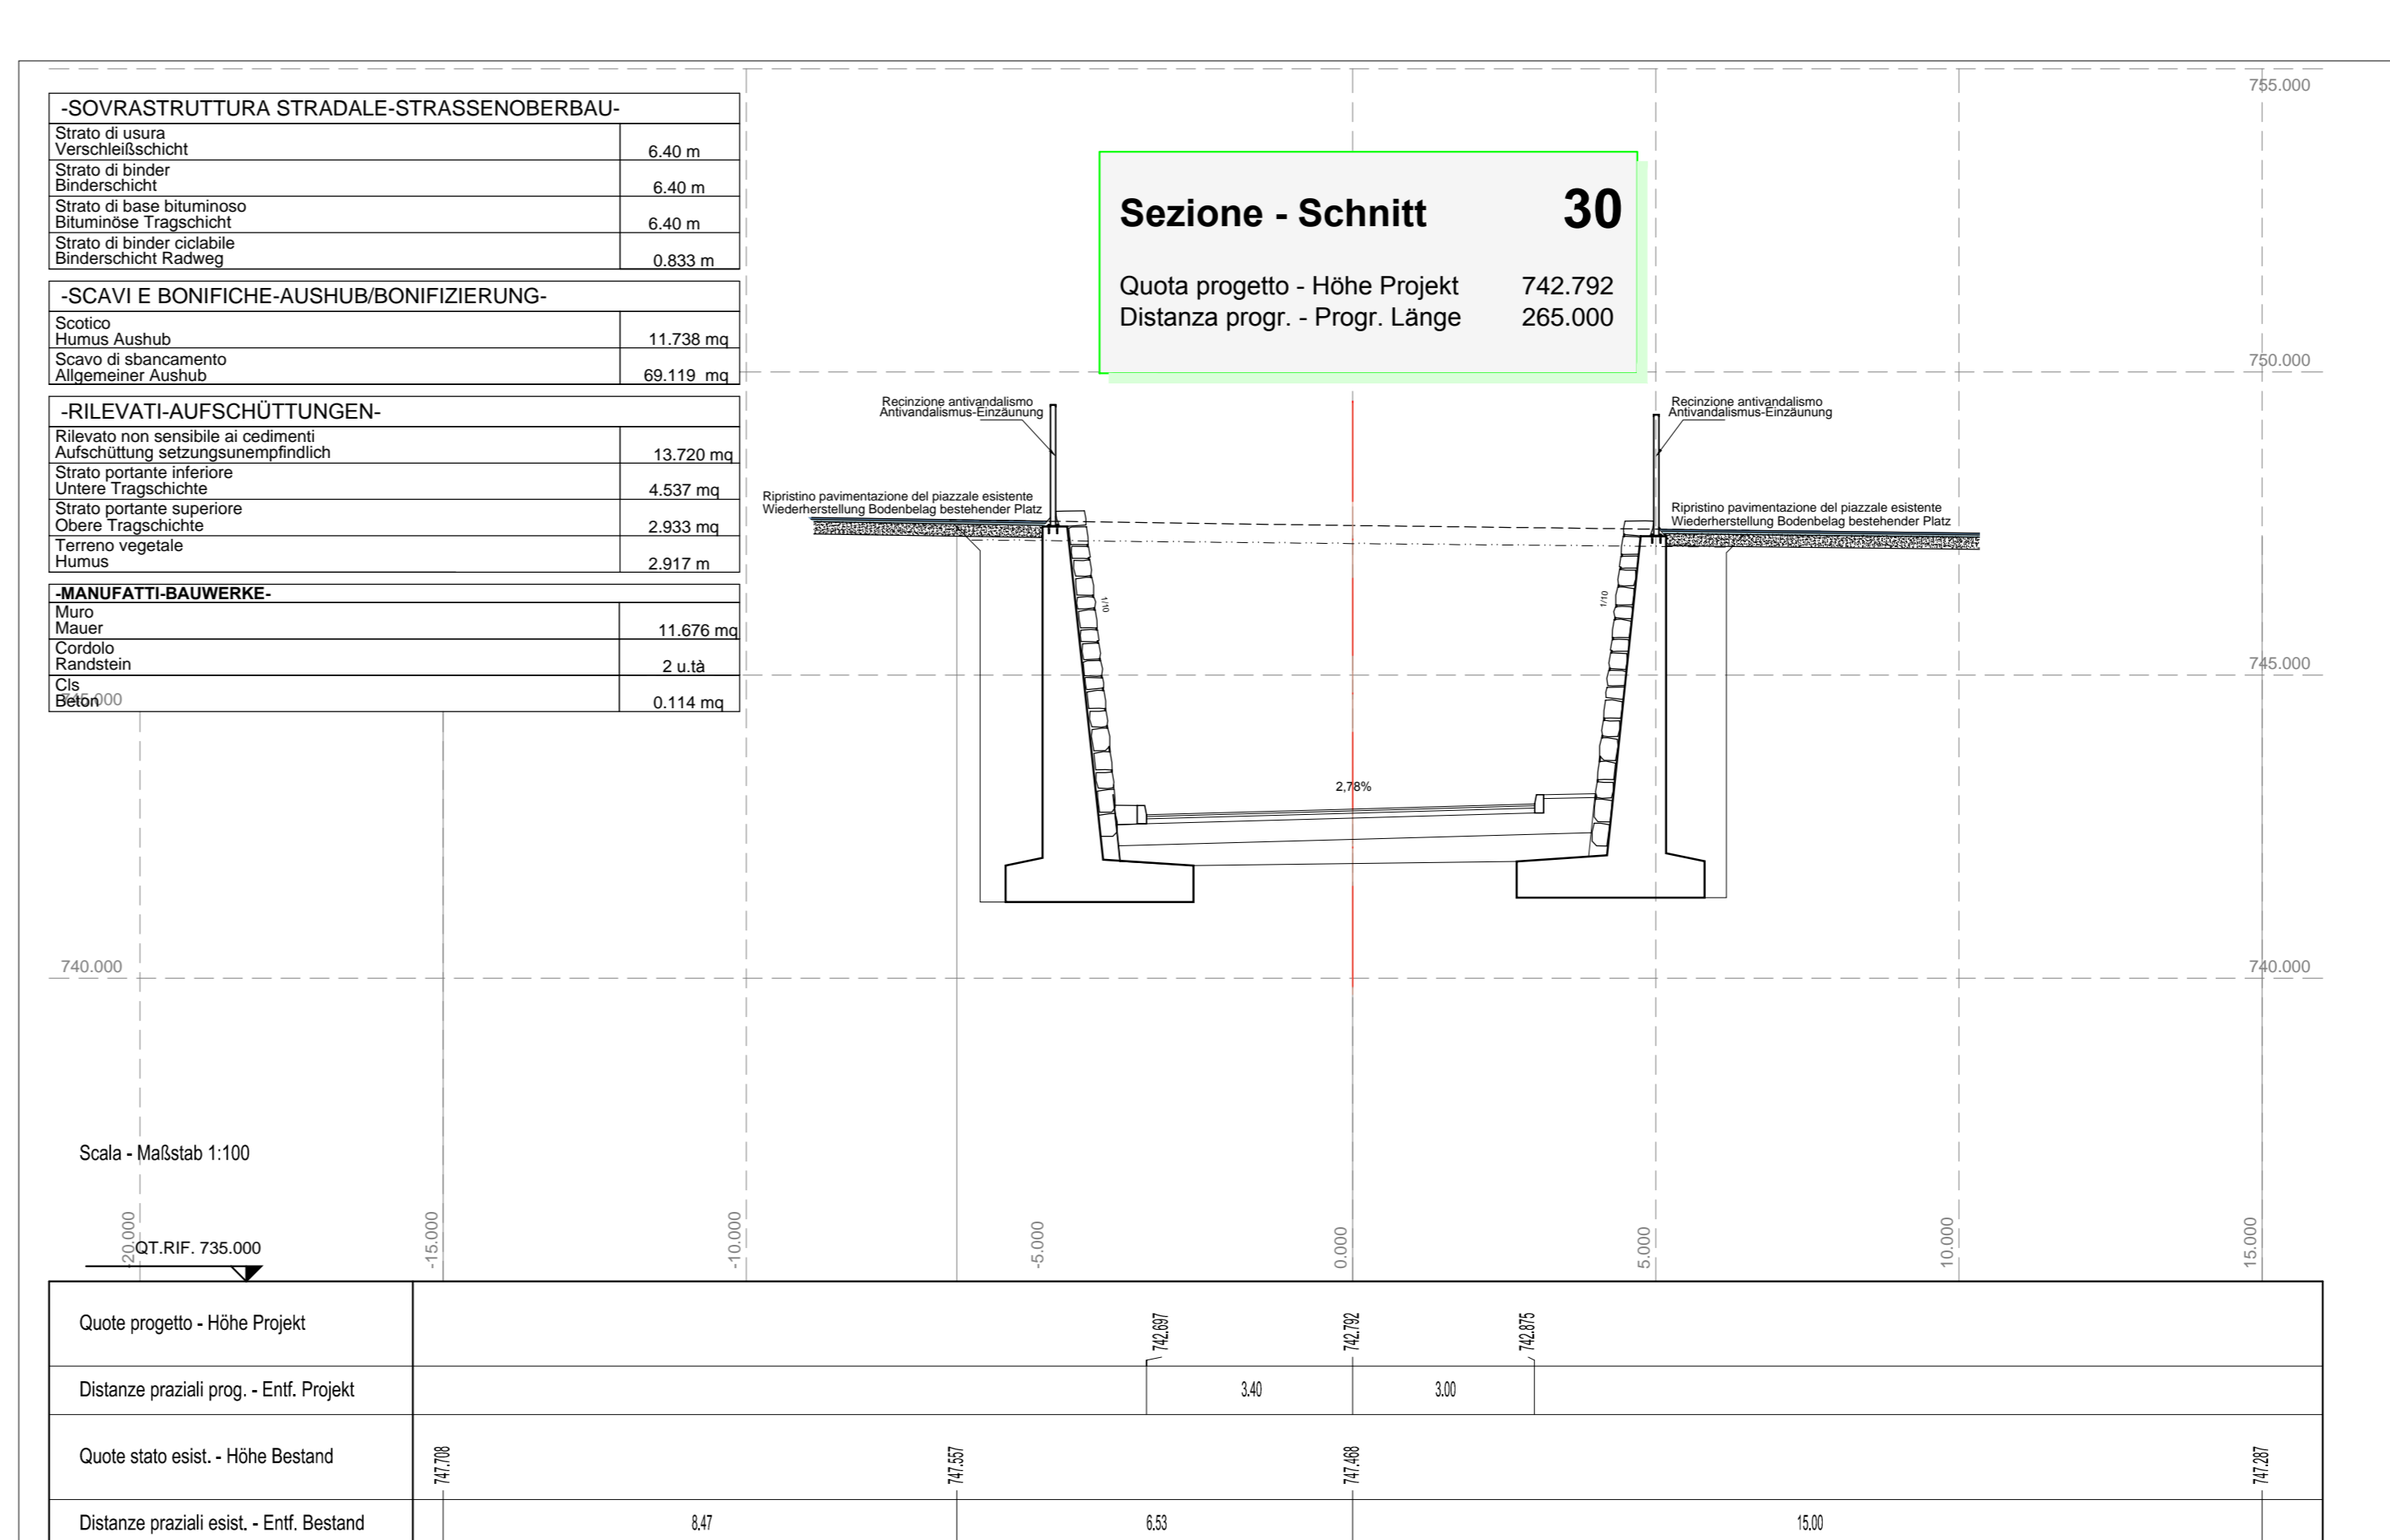 755.000
-SOVRASTRUTTURA STRADALE-STRASSENOBERBAU-
Strato di usura
Verschleißschicht
6.40 m
Strato di binder
Binderschicht
6.40 m
Strato di base bituminoso
Bituminöse Tragschicht
6.40 m
Strato di binder ciclabile
Binderschicht Radweg
0.833 m
-SCAVI E BONIFICHE-AUSHUB/BONIFIZIERUNG-
Scotico
Humus Aushub
11.738 mq
Scavo di sbancamento
Allgemeiner Aushub
69.119 mq
-RILEVATI-AUFSCHÜTTUNGEN-
Rilevato non sensibile ai cedimenti
Aufschüttung setzungsunempfindlich
13.720 mq
Strato portante inferiore
Untere Tragschichte
4.537 mq
Strato portante superiore
Obere Tragschichte
2.933 mq
Terreno vegetale
Humus
2.917 m
-MANUFATTI-BAUWERKE-
Muro
Mauer
11.676 mq
Cordolo
Randstein
2 u.tà
Cls
Beton
0.114 mq
745.000
Sezione - Schnitt 30
Quota progetto - Höhe Projekt 742.792
Distanza progr. - Progr. Länge 265.000
750.000
Recinzione antivandalismo
Antivandalismus-Einzäunung
Recinzione antivandalismo
Antivandalismus-Einzäunung
Ripristino pavimentazione del piazzale esistente
Wiederherstellung Bodenbelag bestehender Platz
Ripristino pavimentazione del piazzale esistente
Wiederherstellung Bodenbelag bestehender Platz
1/10
1/10
745.000
2,78%
740.000
740.000
Scala - Maßstab 1:100
-20.000
-15.000
-10.000
-5.000
0.000
5.000
10.000
15.000
QT.RIF. 735.000
Quote progetto - Höhe Projekt
742.697
742.792
742.875
Distanze praziali prog. - Entf. Projekt
3.40
3.00
Quote stato esist. - Höhe Bestand
747.708
747.557
747.468
747.287
Distanze praziali esist. - Entf. Bestand
8.47
6.53
15.00